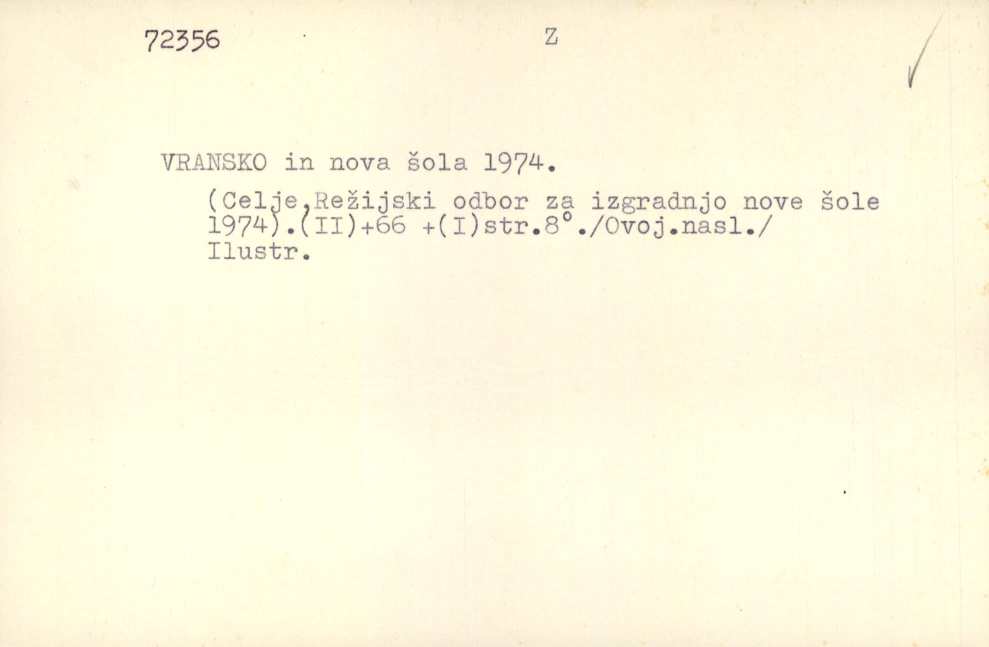 72356 Z
VRANSKO in nova šola 1974.
(Celje,Režijski odbor za izgradnjo nove šole
1974).(II)+66 +(I)str.8°./Ovoj.nasl./
Ilustr.